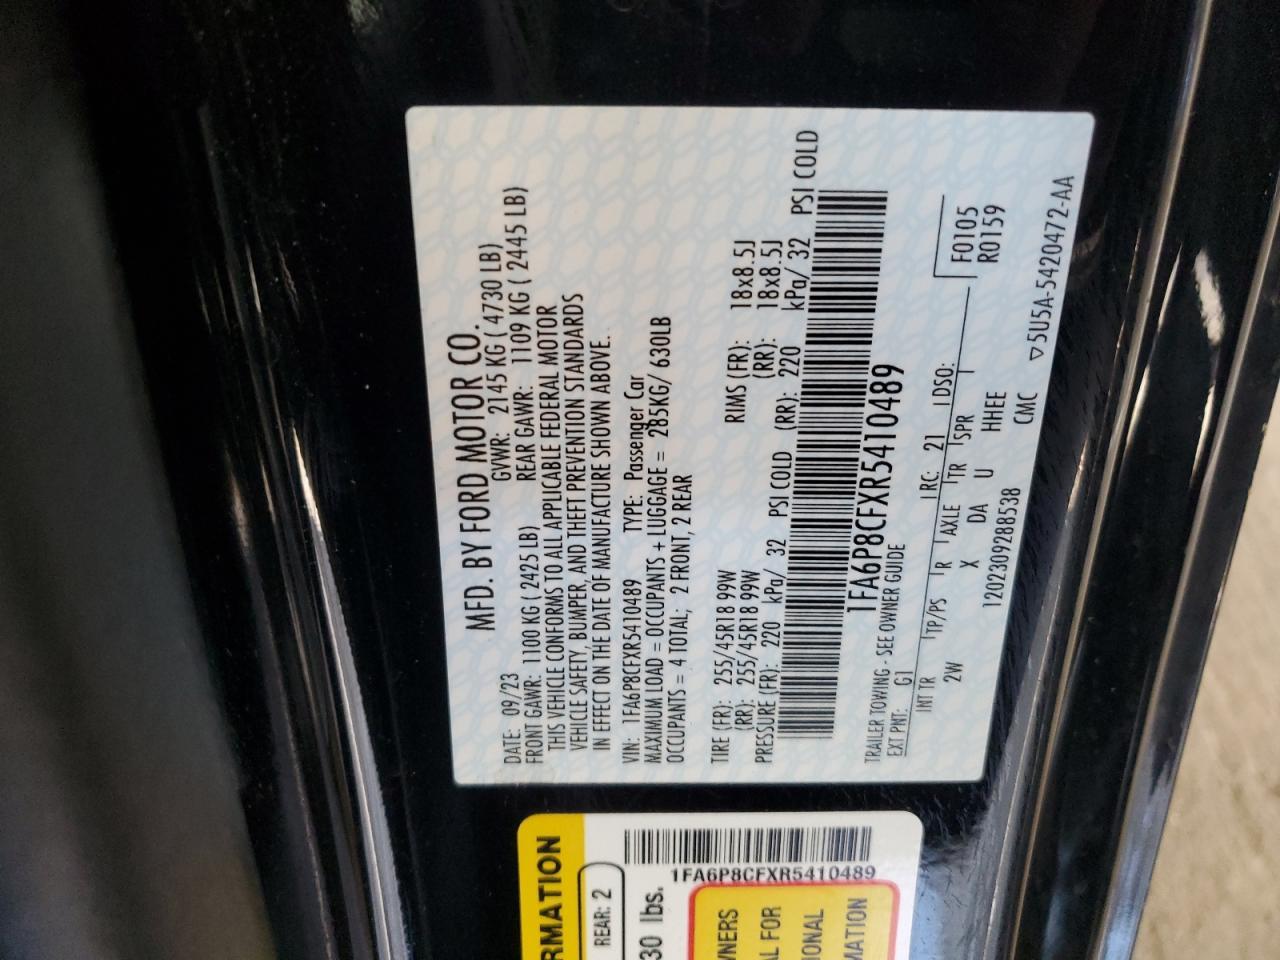 MFD. BY FORD MOTOR CO.
DATE: 09/23 GVWR: 2145 KG ( 4730 LB)
FRONT GAWR: 1100 KG ( 2425 LB) REAR GAWR: 1109 KG ( 2445 LB)
THIS VEHICLE CONFORMS TO ALL APPLICABLE FEDERAL MOTOR
VEHICLE SAFETY, BUMPER, AND THEFT PREVENTION STANDARDS
IN EFFECT ON THE DATE OF MANUFACTURE SHOWN ABOVE.
VIN: 1FA6P8CFXR5410489 TYPE: Passenger Car
MAXIMUM LOAD = OCCUPANTS + LUGGAGE = 285KG/ 630LB
OCCUPANTS = 4 TOTAL; 2 FRONT, 2 REAR
TIRE (FR): 255/45R18 99W RIMS (FR): 18x8.5J
(RR): 255/45R18 99W (RR): 18x8.5J
PRESSURE (FR): 220 kPa/ 32 PSI COLD (RR): 220 kPa/ 32 PSI COLD
1FA6P8CFXR5410489
TRAILER TOWING - SEE OWNER GUIDE
EXT PNT: G1 RC: 21 DSO:
INT TR TP/PS R AXLE TR SPR
2W X DA U HHEE
F0105
R0159
1202309288538 CMC
▽5U5A-5420472-AA
RMATION
REAR: 2
30 lbs.
1FA6P8CFXR5410489
WNERS
AL FOR
IONAL
MATION